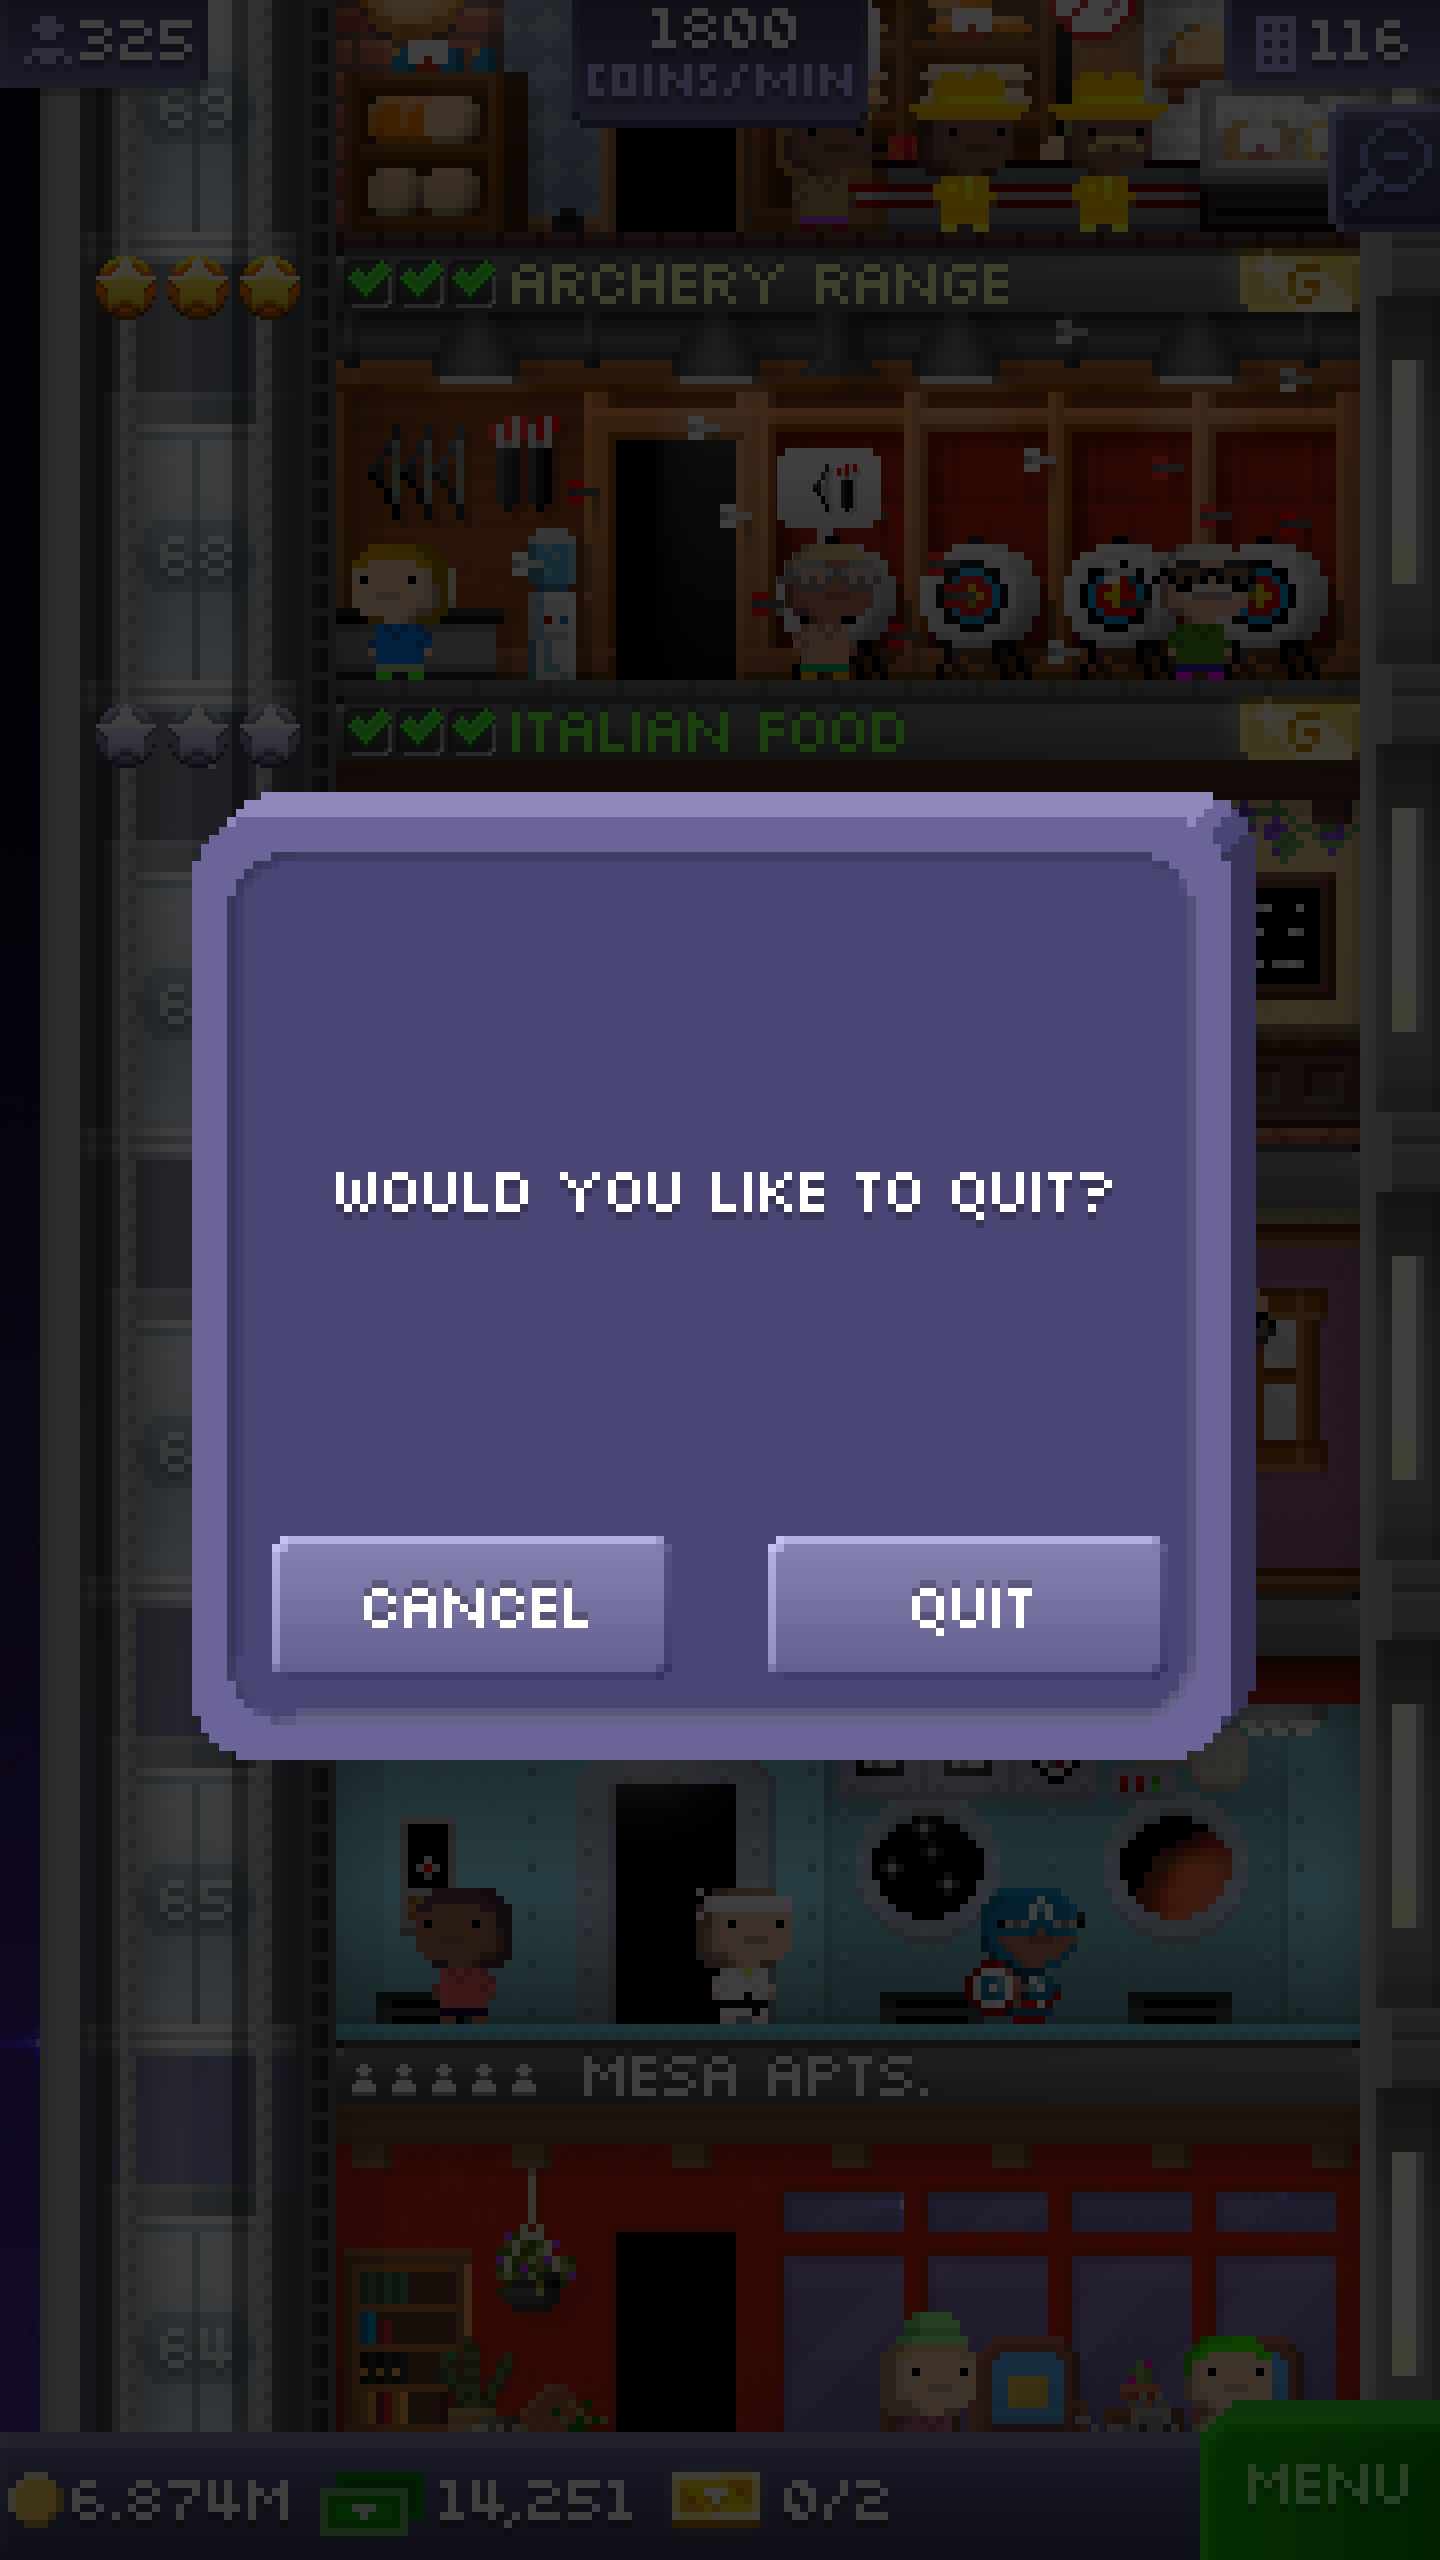 325
1800
COINS/MIN
116
ARCHERY RANGE
G
68
ITALIAN FOOD
G
WOULD YOU LIKE TO QUIT?
CANCEL
QUIT
65
MESA APTS.
64
6.874M
14,251
0/2
MENU